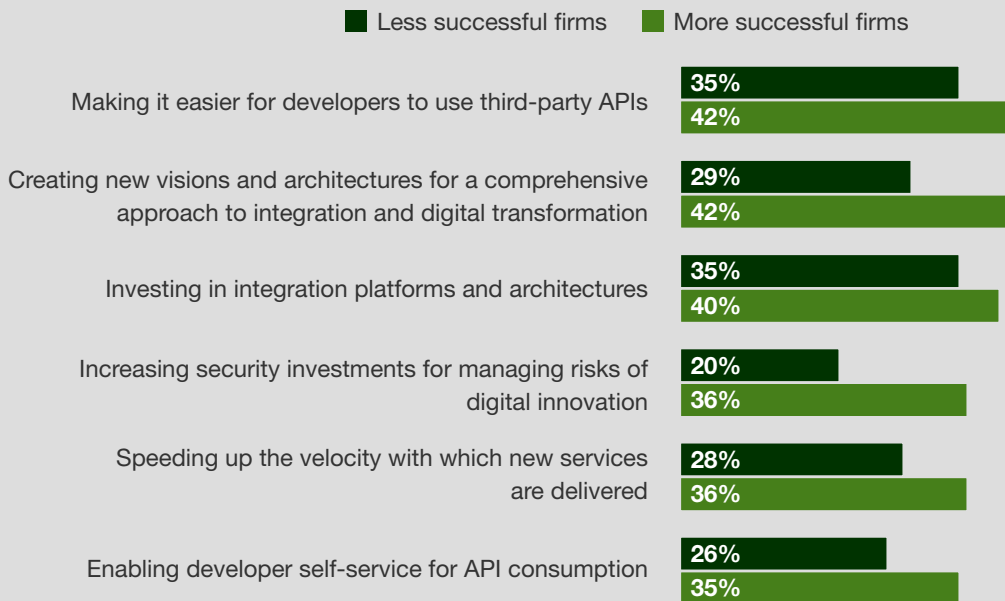 Less successful firms More successful firms
Making it easier for developers to use third-party APIs
35%
42%
Creating new visions and architectures for a comprehensive
approach to integration and digital transformation
29%
42%
Investing in integration platforms and architectures
35%
40%
Increasing security investments for managing risks of
digital innovation
20%
36%
Speeding up the velocity with which new services
are delivered
28%
36%
Enabling developer self-service for API consumption
26%
35%